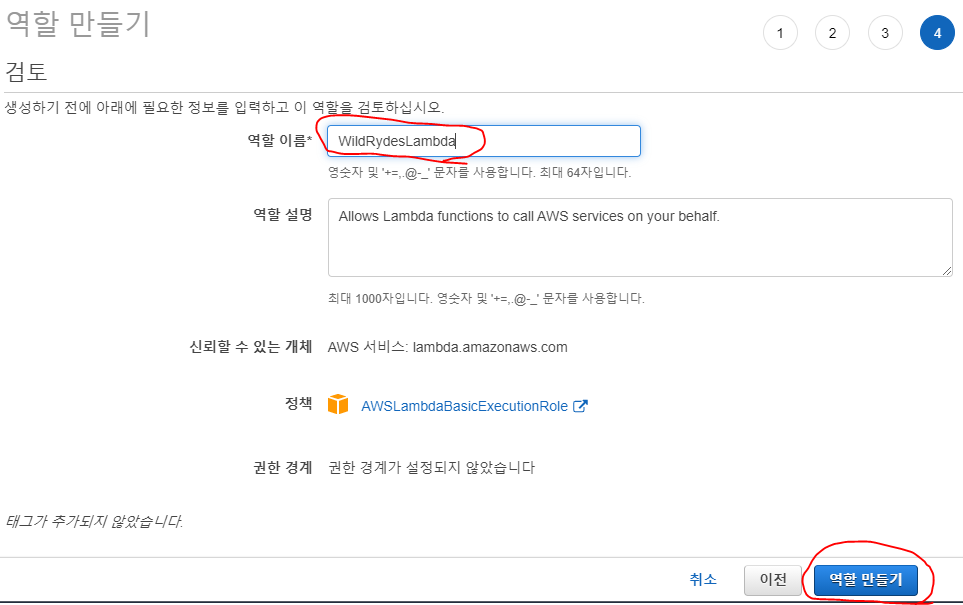 역할 만들기
1 2 3 4
검토
생성하기 전에 아래에 필요한 정보를 입력하고 이 역할을 검토하십시오.
역할 이름* WildRydesLambda
영숫자 및 '+=,.@-_' 문자를 사용합니다. 최대 64자입니다.
역할 설명 Allows Lambda functions to call AWS services on your behalf.
최대 1000자입니다. 영숫자 및 '+=,.@-_' 문자를 사용합니다.
신뢰할 수 있는 개체 AWS 서비스: lambda.amazonaws.com
정책 AWSLambdaBasicExecutionRole
권한 경계 권한 경계가 설정되지 않았습니다
태그가 추가되지 않았습니다.
취소 이전 역할 만들기